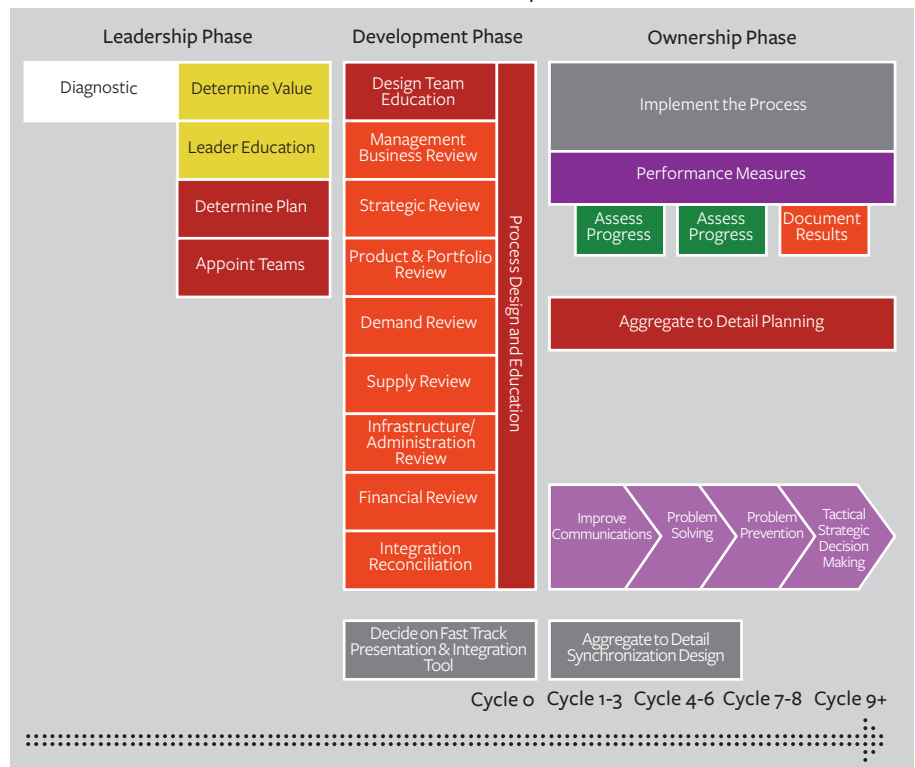 Leadership Phase
Development Phase
Ownership Phase
Diagnostic
Determine Value
Leader Education
Determine Plan
Appoint Teams
Design Team
Education
Management
Business Review
Strategic Review
Product & Portfolio
Review
Demand Review
Supply Review
Infrastructure/
Administration
Review
Financial Review
Integration
Reconciliation
Process Design and Education
Implement the Process
Performance Measures
Assess
Progress
Assess
Progress
Document
Results
Aggregate to Detail Planning
Improve
Communications
Problem
Solving
Problem
Prevention
Tactical
Strategic
Decision
Making
Decide on Fast Track
Presentation & Integration
Tool
Aggregate to Detail
Synchronization Design
Cycle 0
Cycle 1-3
Cycle 4-6
Cycle 7-8
Cycle 9+